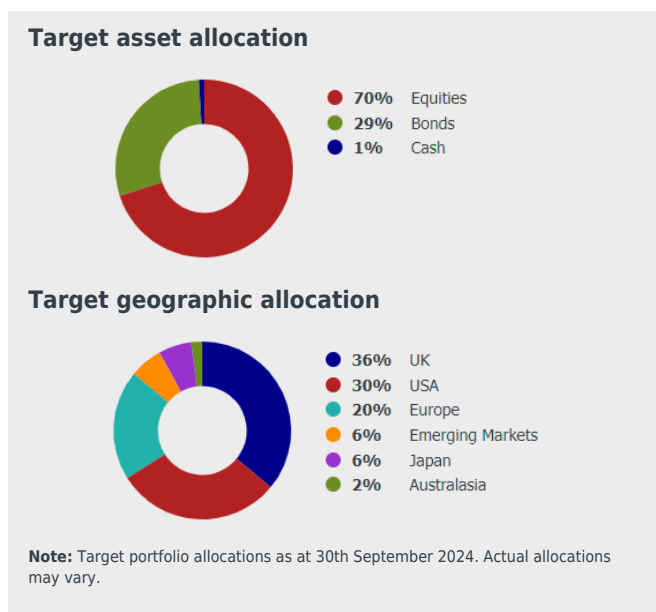 Target asset allocation
70% Equities
29% Bonds
1% Cash
Target geographic allocation
36% UK
30% USA
20% Europe
6% Emerging Markets
6% Japan
2% Australasia
Note: Target portfolio allocations as at 30th September 2024. Actual allocations
may vary.